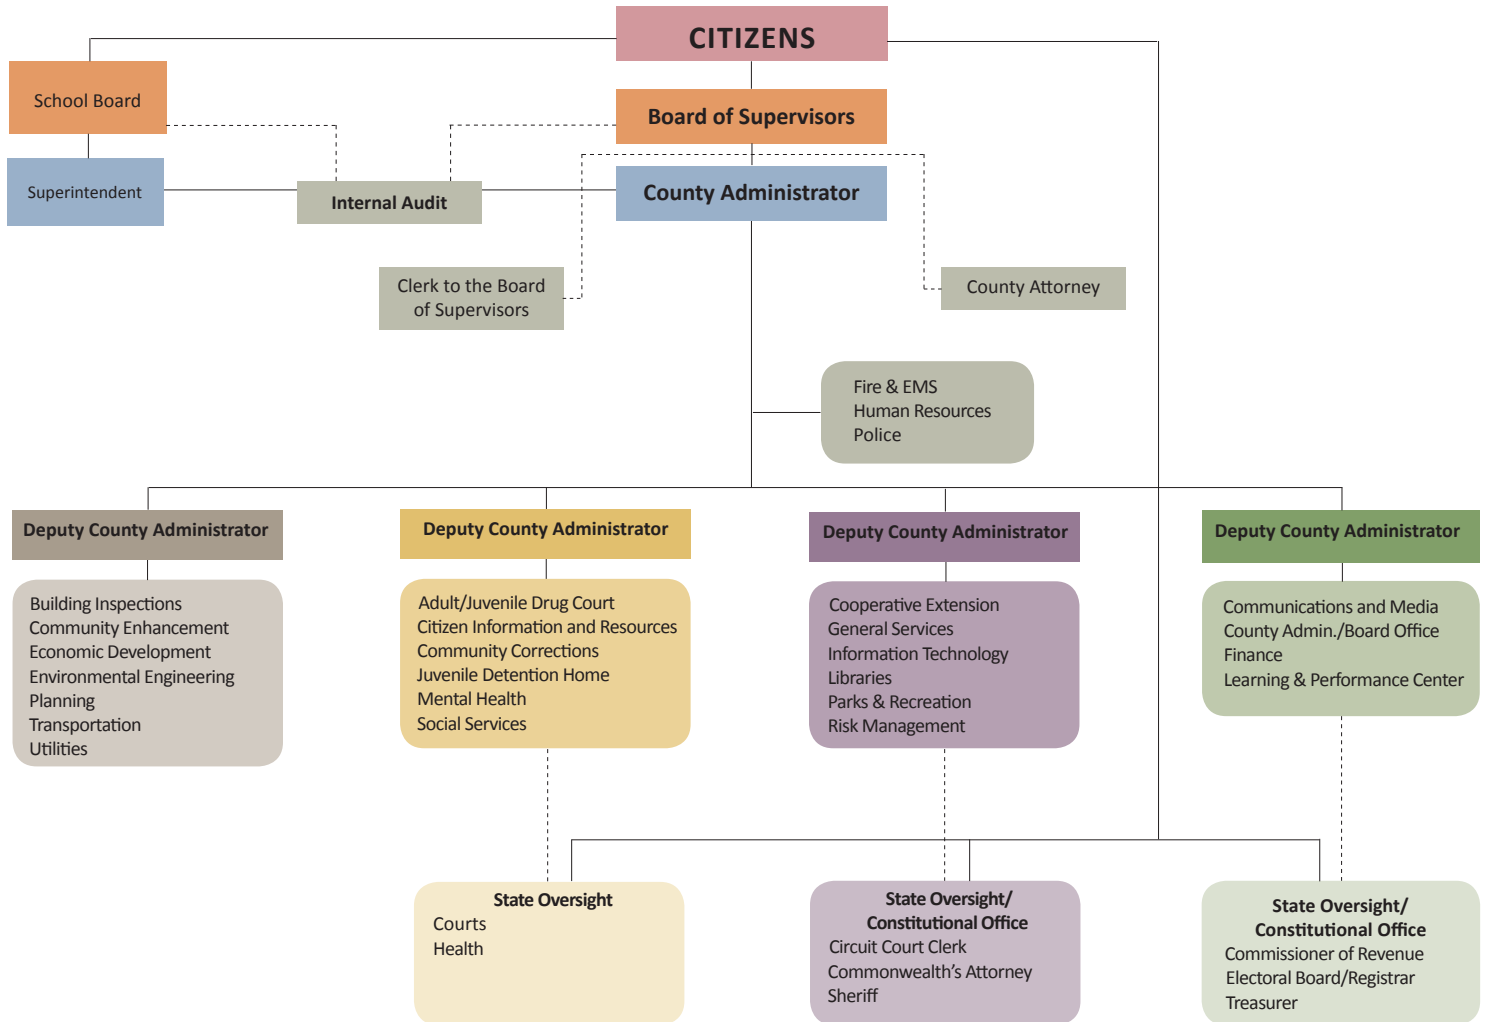 CITIZENS
School Board
Board of Supervisors
Superintendent
Internal Audit
County Administrator
Clerk to the Board
of Supervisors
County Attorney
Fire & EMS
Human Resources
Police
Deputy County Administrator
Deputy County Administrator
Deputy County Administrator
Deputy County Administrator
Building Inspections
Community Enhancement
Economic Development
Environmental Engineering
Planning
Transportation
Utilities
Adult/Juvenile Drug Court
Citizen Information and Resources
Community Corrections
Juvenile Detention Home
Mental Health
Social Services
Cooperative Extension
General Services
Information Technology
Libraries
Parks & Recreation
Risk Management
Communications and Media
County Admin./Board Office
Finance
Learning & Performance Center
State Oversight
Courts
Health
State Oversight/
Constitutional Office
Circuit Court Clerk
Commonwealth's Attorney
Sheriff
State Oversight/
Constitutional Office
Commissioner of Revenue
Electoral Board/Registrar
Treasurer